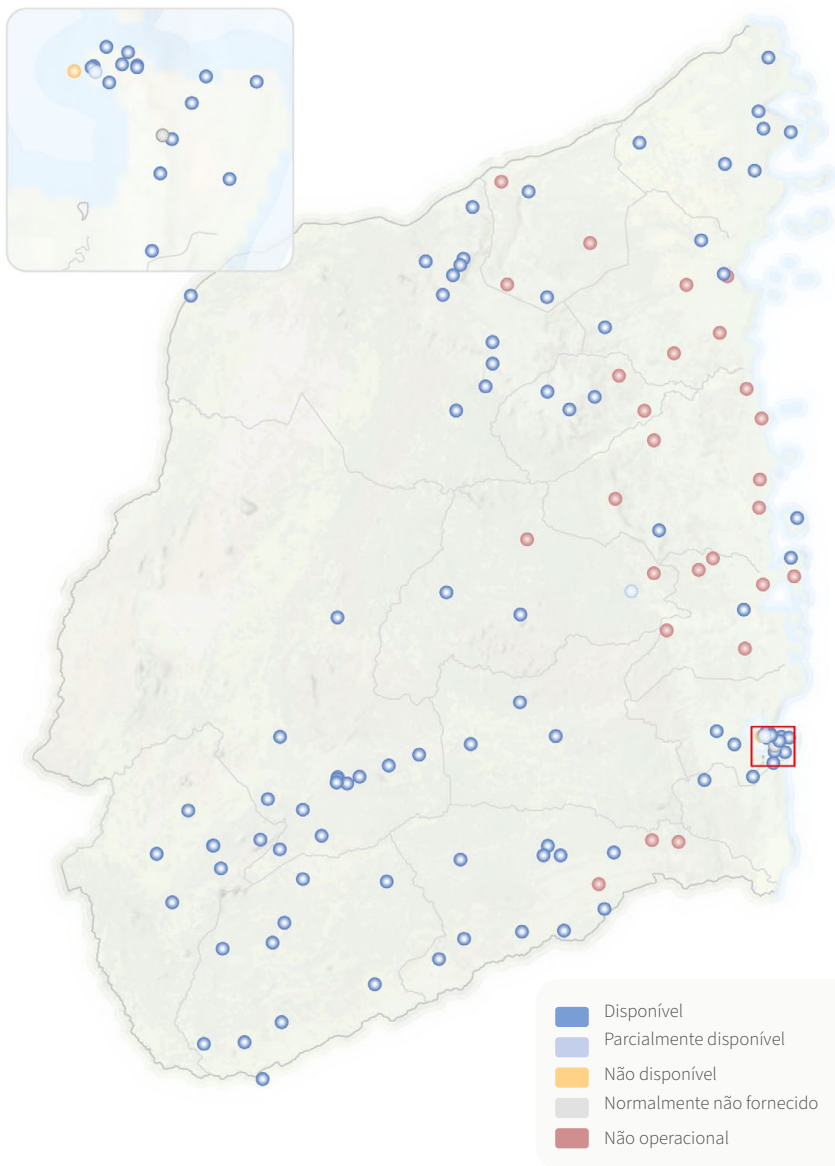 Disponível
Parcialmente disponível
Não disponível
Normalmente não fornecido
Não operacional